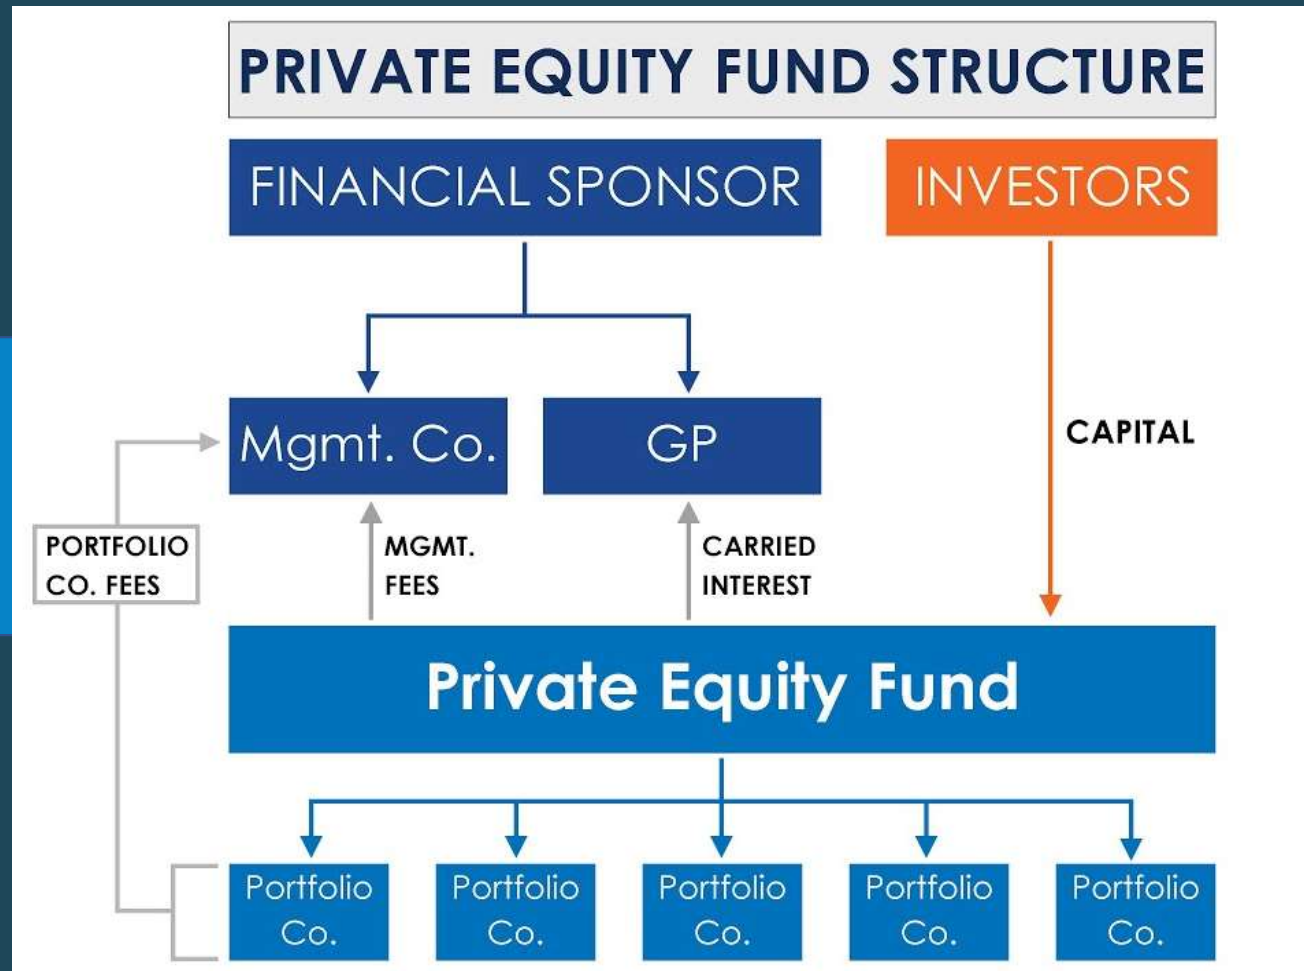 PRIVATE EQUITY FUND STRUCTURE
FINANCIAL SPONSOR
INVESTORS
Mgmt. Co.
GP
CAPITAL
PORTFOLIO
CO. FEES
MGMT.
FEES
CARRIED
INTEREST
Private Equity Fund
Portfolio
Co.
Portfolio
Co.
Portfolio
Co.
Portfolio
Co.
Portfolio
Co.